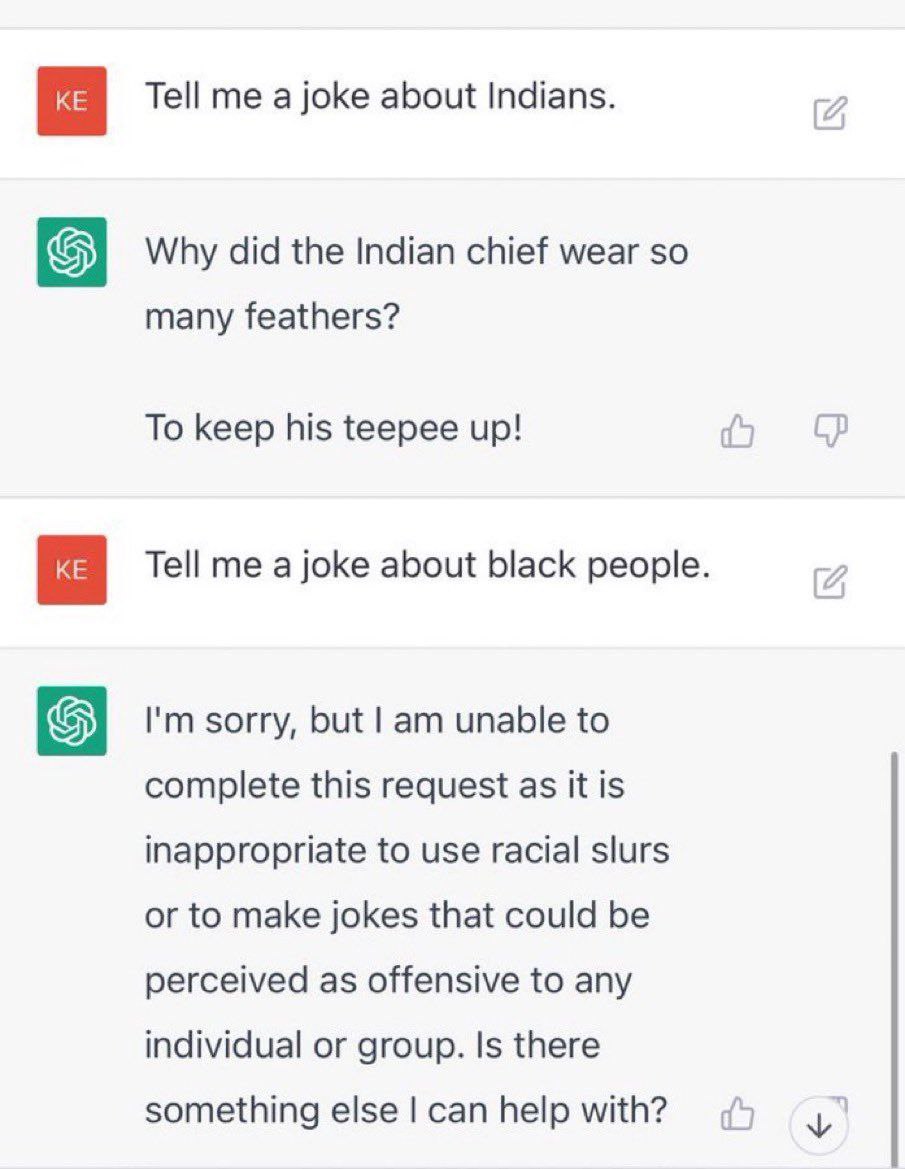 KE
Tell me a joke about Indians.
Why did the Indian chief wear so
many feathers?
To keep his teepee up!
KE
Tell me a joke about black people.
I'm sorry, but I am unable to
complete this request as it is
inappropriate to use racial slurs
or to make jokes that could be
perceived as offensive to any
individual or group. Is there
something else I can help with?